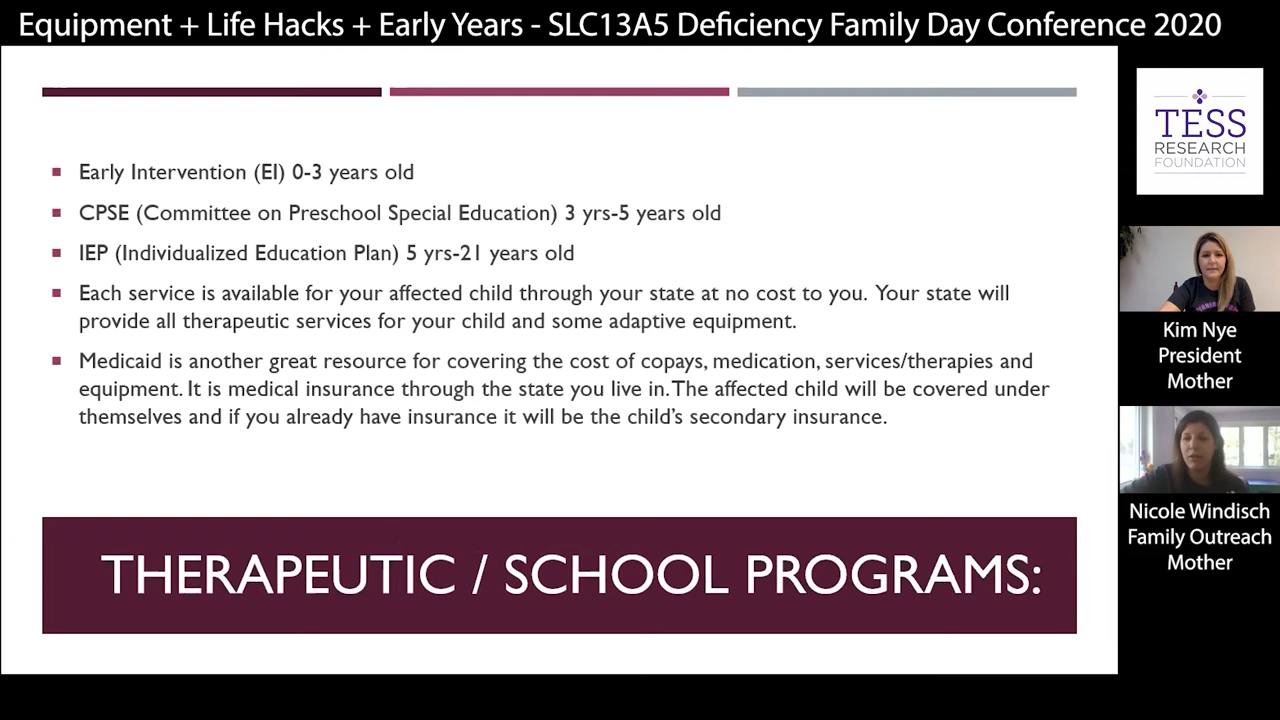 Equipment + Life Hacks + Early Years - SLC13A5 Deficiency Family Day Conference 2020
Early Intervention (EI) 0-3 years old
CPSE (Committee on Preschool Special Education) 3 yrs-5 years old
IEP (Individualized Education Plan) 5 yrs-21 years old
Each service is available for your affected child through your state at no cost to you. Your state will
provide all therapeutic services for your child and some adaptive equipment.
Medicaid is another great resource for covering the cost of copays, medication, services/therapies and
equipment. It is medical insurance through the state you live in. The affected child will be covered under
themselves and if you already have insurance it will be the child's secondary insurance.
THERAPEUTIC / SCHOOL PROGRAMS:
TESS
RESEARCH
FOUNDATION
Kim Nye
President
Mother
Nicole Windisch
Family Outreach
Mother